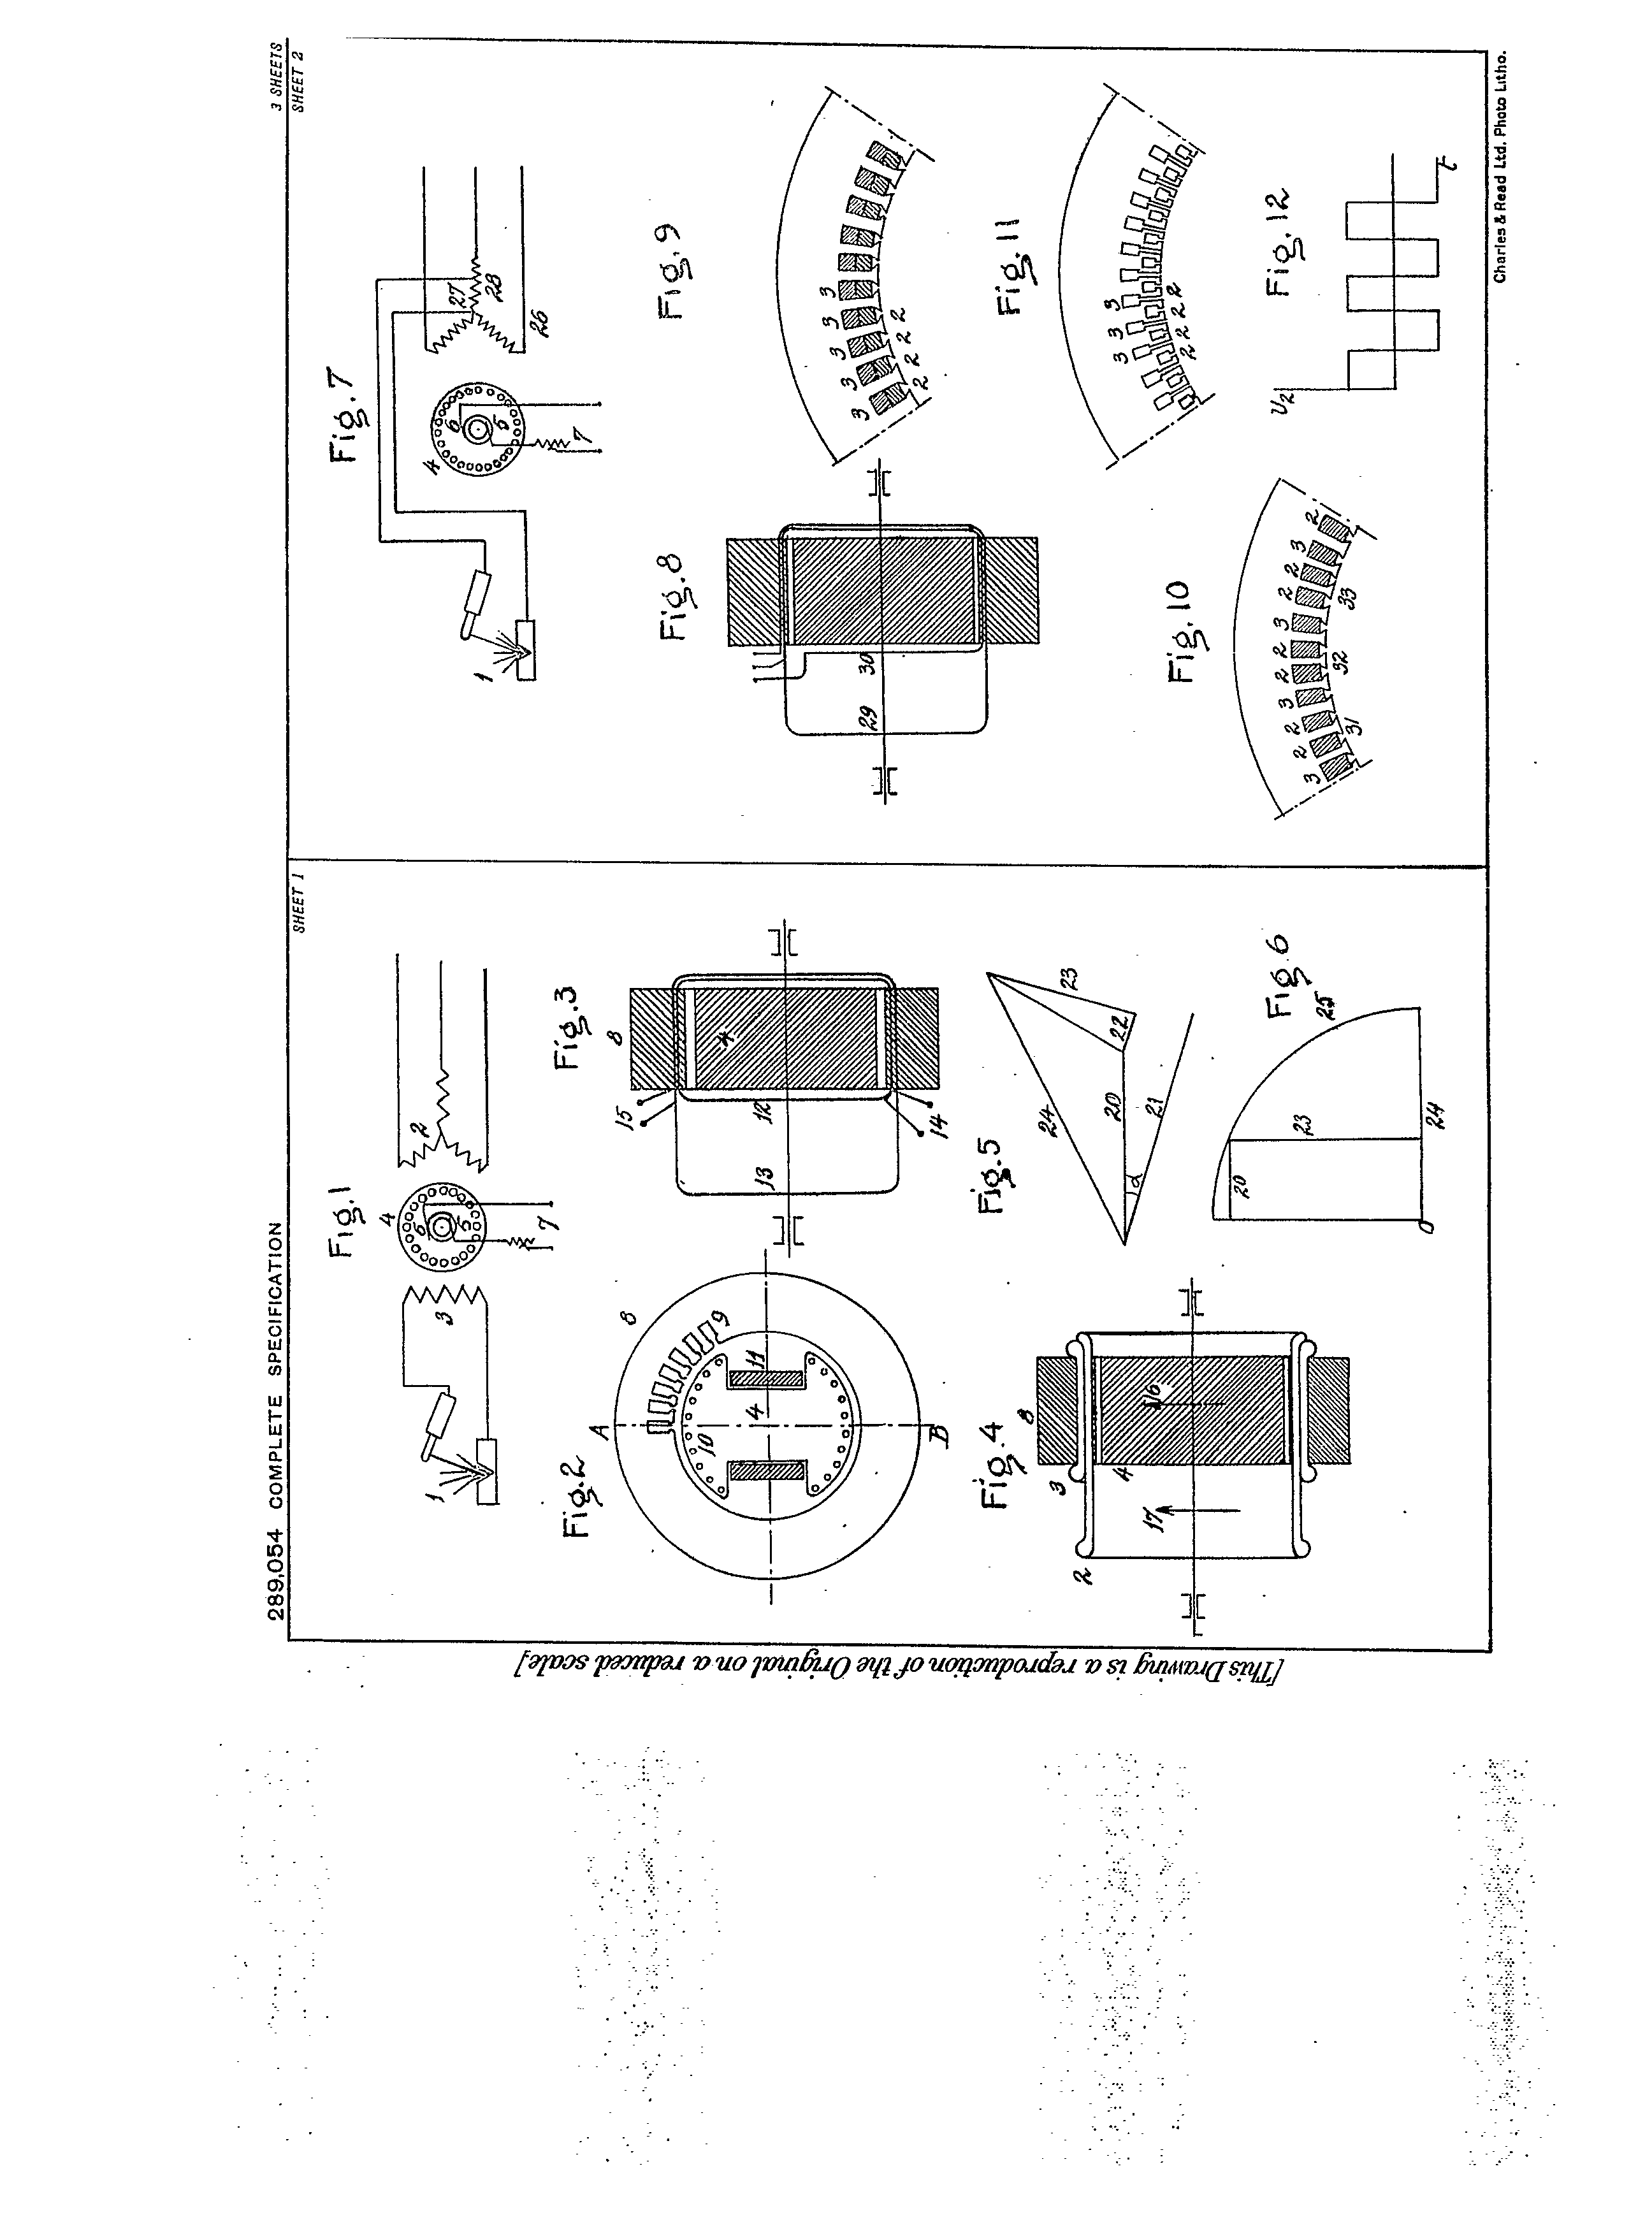 289,054 COMPLETE SPECIFICATION
3 SHEETS
SHEET 1
SHEET 2
Fig.1
1
3
4
6
5
7
2
Fig.2
A
8
9
10
4
11
B
Fig.3
8
4
15
12
13
14
Fig.4
8
3
4
16
17
2
Fig.5
24
23
22
20
21
α
Fig.6
25
20
23
24
0
Fig.7
1
4
6
5
7
27
28
26
Fig.8
29
30
Fig.9
3 3 3 3 3
2 2 2 2
Fig.10
3 2 2 3 2 2 3 2 2 3 2
31 32 33
Fig.11
3 3 3 3
2 2 2 2
Fig.12
U2
t
[This Drawing is a reproduction of the Original on a reduced scale]
Charles & Read Ltd. Photo Litho.